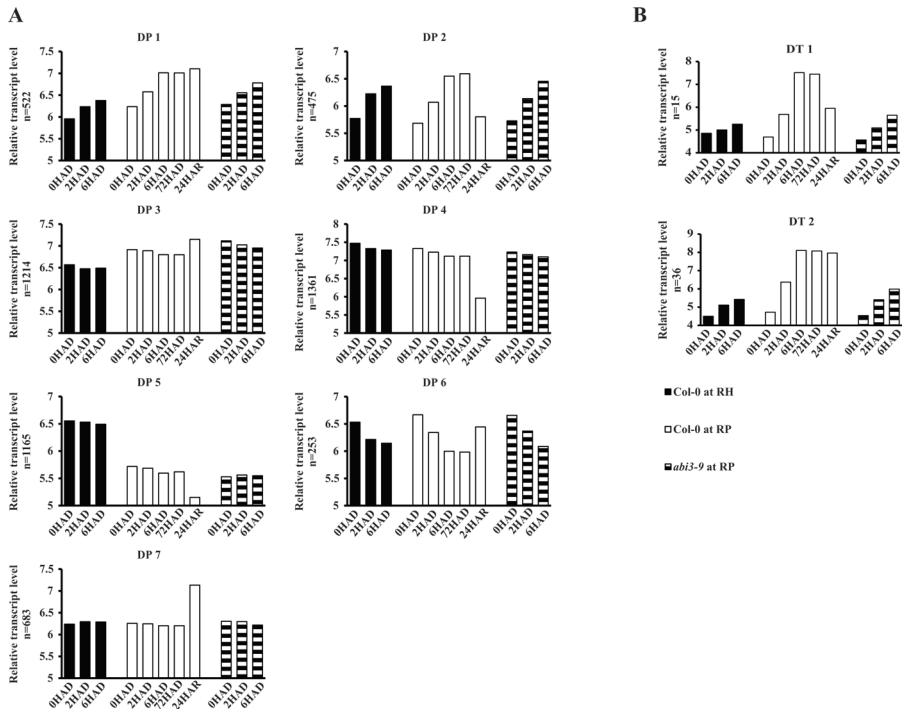 A
B
DP 1
Relative transcript level
n=522
7.5
7
6.5
6
5.5
5
0HAD 2HAD 6HAD 0HAD 2HAD 6HAD 72HAD 24HAR 0HAD 2HAD 6HAD
DP 2
Relative transcript level
n=475
7
6.5
6
5.5
5
0HAD 2HAD 6HAD 0HAD 2HAD 6HAD 72HAD 24HAR 0HAD 2HAD 6HAD
DT 1
Relative transcript level
n=15
8
7
6
5
4
0HAD 2HAD 6HAD 0HAD 2HAD 6HAD 72HAD 24HAR 0HAD 2HAD 6HAD
DP 3
Relative transcript level
n=1214
7.5
7
6.5
6
5.5
5
0HAD 2HAD 6HAD 0HAD 2HAD 6HAD 72HAD 24HAR 0HAD 2HAD 6HAD
DP 4
Relative transcript level
n=1361
8
7.5
7
6.5
6
5.5
5
0HAD 2HAD 6HAD 0HAD 2HAD 6HAD 72HAD 24HAR 0HAD 2HAD 6HAD
DT 2
Relative transcript level
n=36
9
8
7
6
5
4
0HAD 2HAD 6HAD 0HAD 2HAD 6HAD 72HAD 24HAR 0HAD 2HAD 6HAD
DP 5
Relative transcript level
n=1165
7
6.5
6
5.5
5
0HAD 2HAD 6HAD 0HAD 2HAD 6HAD 72HAD 24HAR 0HAD 2HAD 6HAD
DP 6
Relative transcript level
n=253
7
6.5
6
5.5
5
0HAD 2HAD 6HAD 0HAD 2HAD 6HAD 72HAD 24HAR 0HAD 2HAD 6HAD
Col-0 at RH
Col-0 at RP
abi3-9 at RP
DP 7
Relative transcript level
n=683
7.5
7
6.5
6
5.5
5
0HAD 2HAD 6HAD 0HAD 2HAD 6HAD 72HAD 24HAR 0HAD 2HAD 6HAD